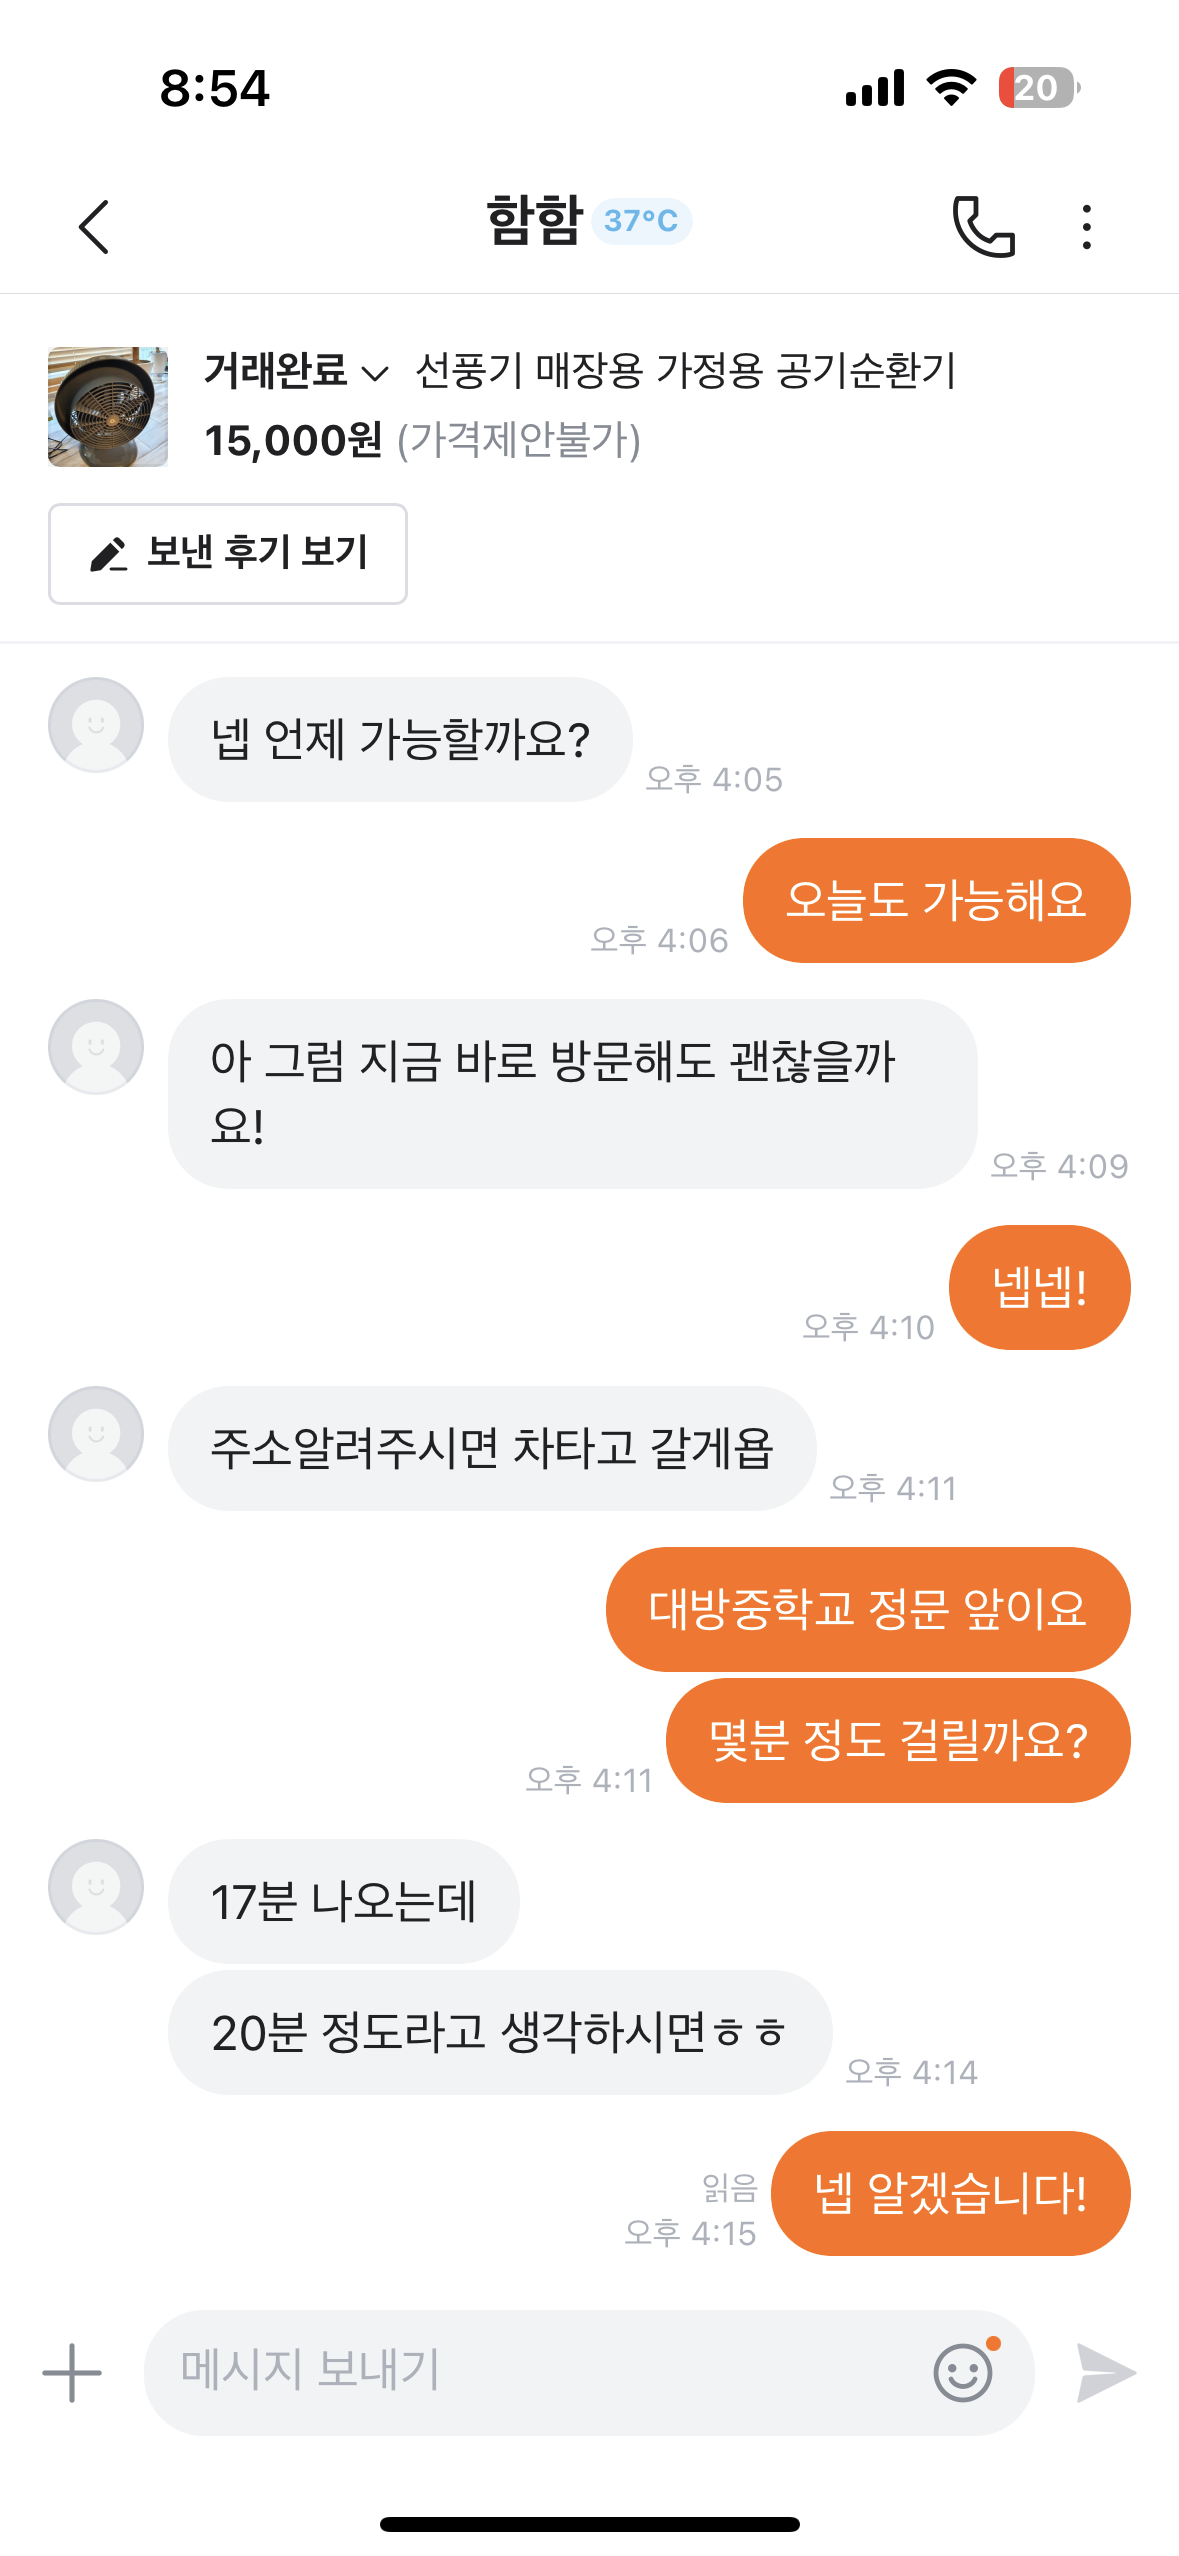 8:54
20
함함 37°C
거래완료 선풍기 매장용 가정용 공기순환기
15,000원 (가격제안불가)
보낸 후기 보기
넵 언제 가능할까요?
오후 4:05
오늘도 가능해요
오후 4:06
아 그럼 지금 바로 방문해도 괜찮을까
요!
오후 4:09
넵넵!
오후 4:10
주소알려주시면 차타고 갈게욥
오후 4:11
대방중학교 정문 앞이요
몇분 정도 걸릴까요?
오후 4:11
17분 나오는데
20분 정도라고 생각하시면ㅎㅎ
오후 4:14
넵 알겠습니다!
읽음
오후 4:15
메시지 보내기